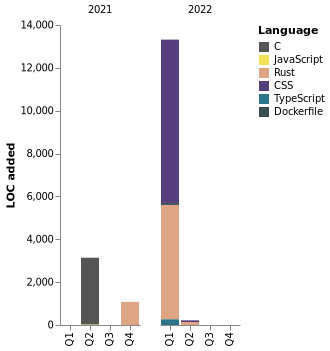 2021
2022
Language
C
JavaScript
Rust
CSS
TypeScript
Dockerfile
LOC added
14,000
12,000
10,000
8,000
6,000
4,000
2,000
0
Q1
Q2
Q3
Q4
Q1
Q2
Q3
Q4